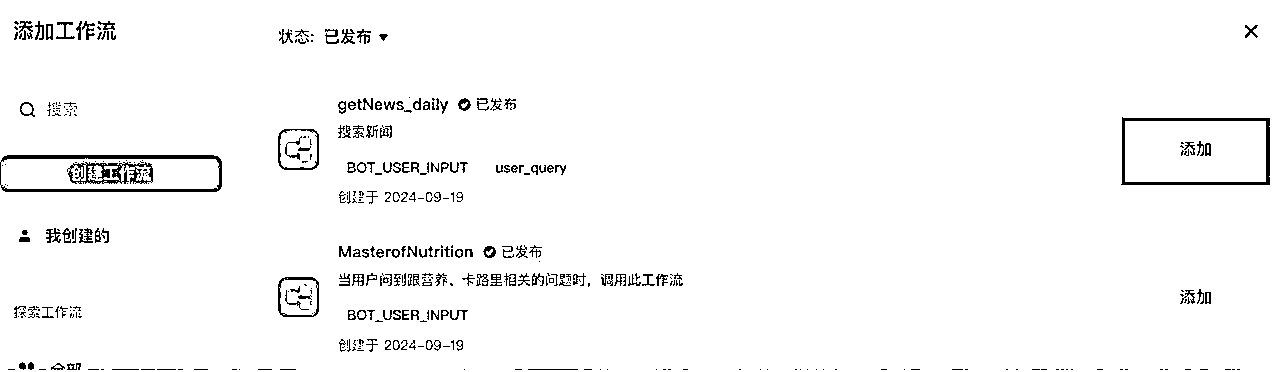 添加工作流
状态: 已发布
搜索
创建工作流
我创建的
探索工作流
全部
getNews_daily 已发布
搜索新闻
BOT_USER_INPUT user_query
创建于 2024-09-19
添加
MasterofNutrition 已发布
当用户问到跟营养、卡路里相关的问题时，调用此工作流
BOT_USER_INPUT
创建于 2024-09-19
添加